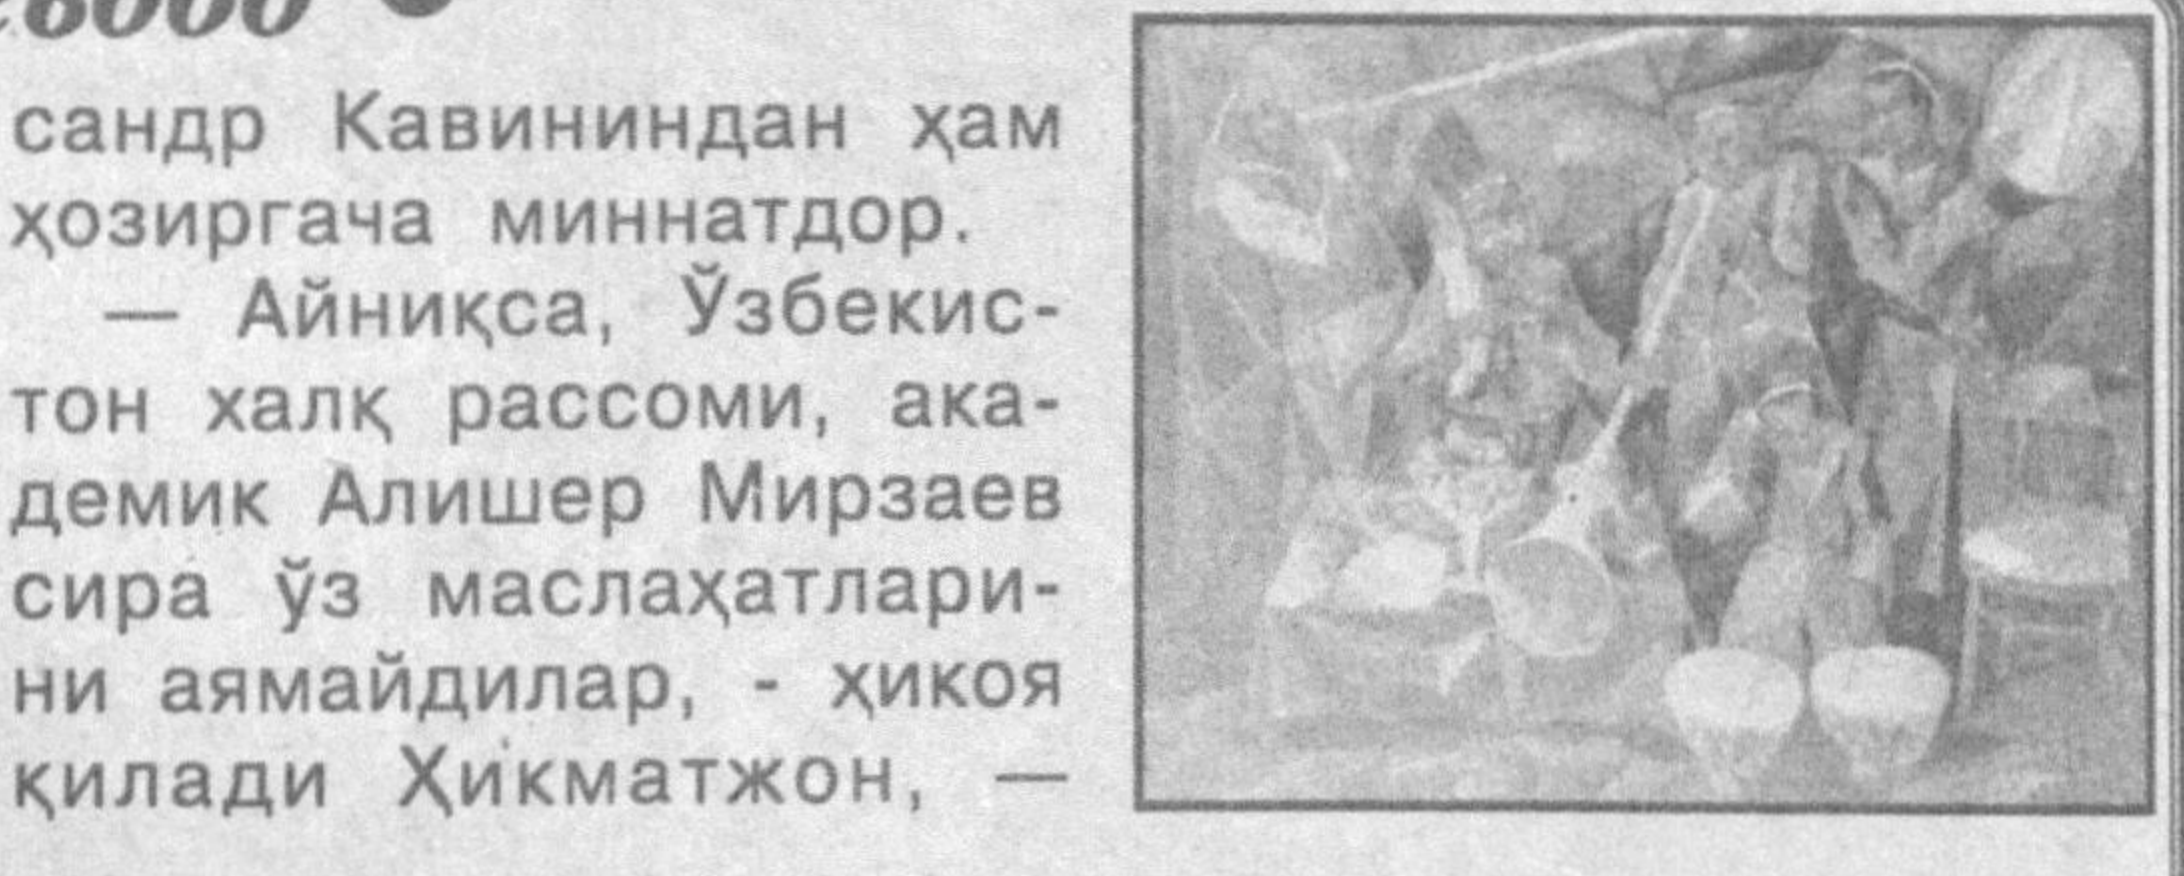 сандр Кавининдан ҳам
ҳозиргача миннатдор.
— Айниқса, Ўзбекис-
тон халқ рассоми, ака-
демик Алишер Мирзаев
сира ўз маслаҳатлари-
ни аямайдилар, - ҳикоя
қилади Ҳикматжон, —